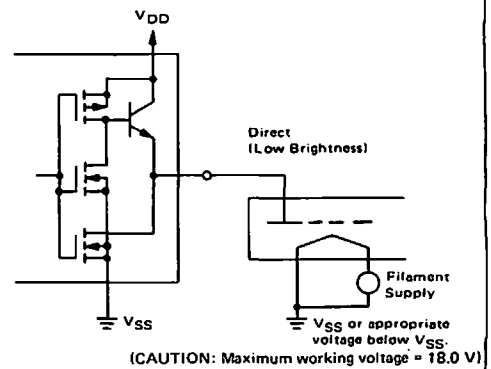 VDD
Direct
(Low Brightness)
Filament
Supply
VSS
VSS or appropriate
voltage below VSS.
(CAUTION: Maximum working voltage = 18.0 V)